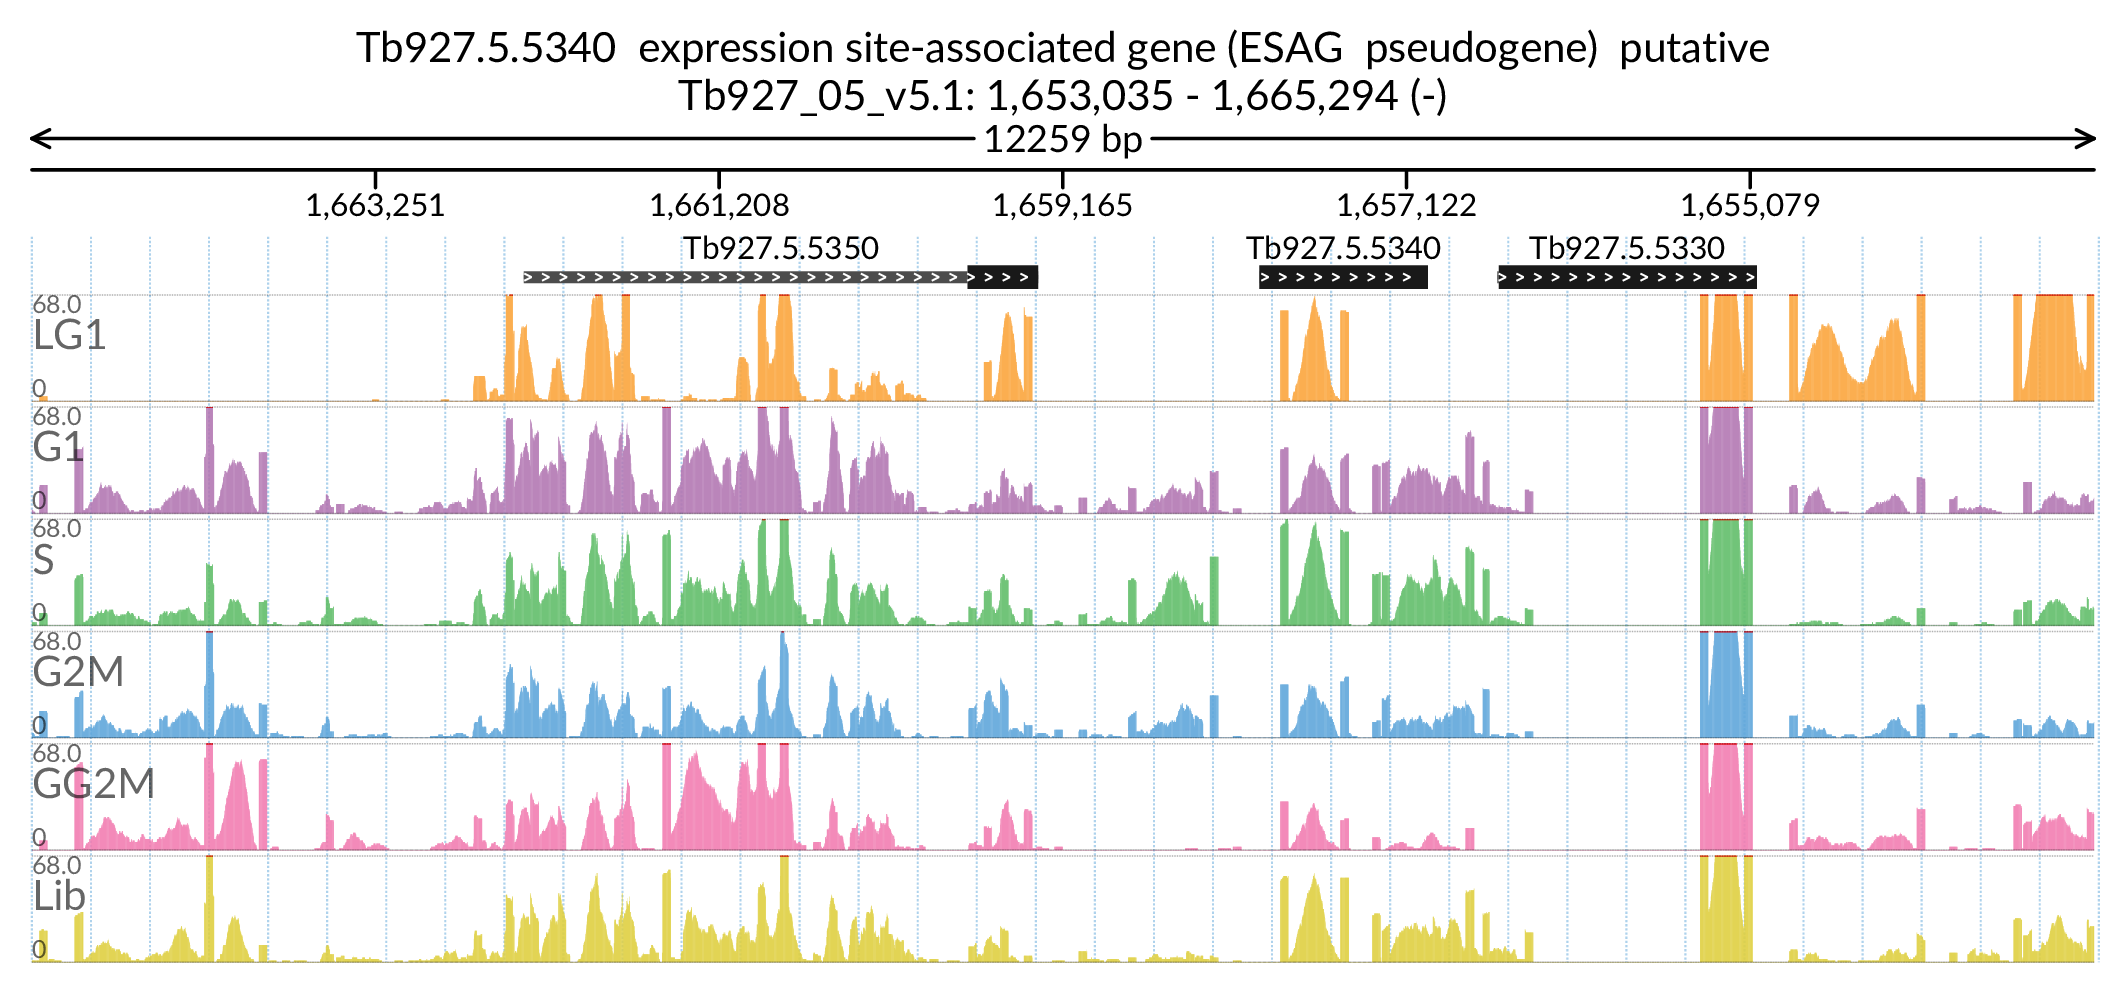 Tb927.5.5340  expression site-associated gene (ESAG  pseudogene)  putative
Tb927_05_v5.1: 1,653,035 - 1,665,294 (-)
12259 bp
1,663,251 1,661,208 1,659,165 1,657,122 1,655,079
Tb927.5.5350 Tb927.5.5340 Tb927.5.5330
68.0
LG1
0
68.0
G1
0
68.0
S
0
68.0
G2M
0
68.0
GG2M
0
68.0
Lib
0